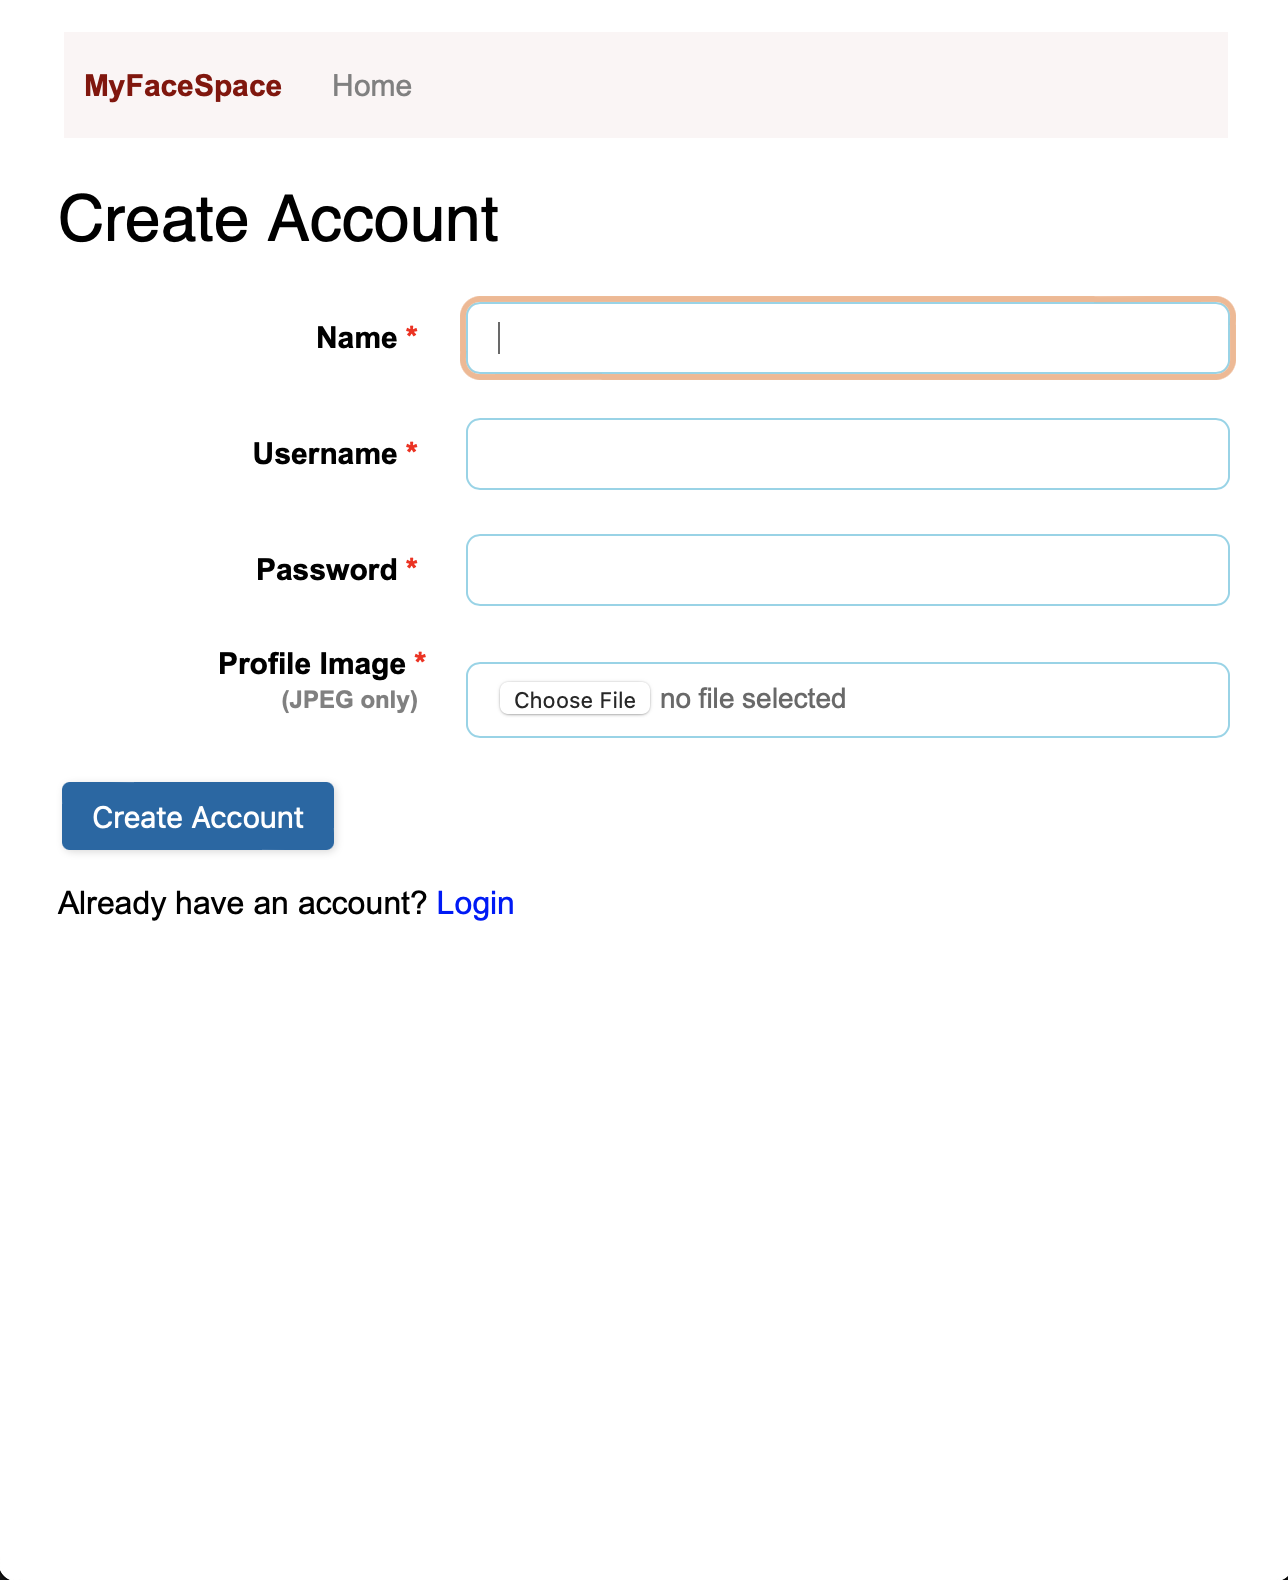 MyFaceSpace Home
Create Account
Name *
Username *
Password *
Profile Image *
(JPEG only)
Choose File no file selected
Create Account
Already have an account? Login